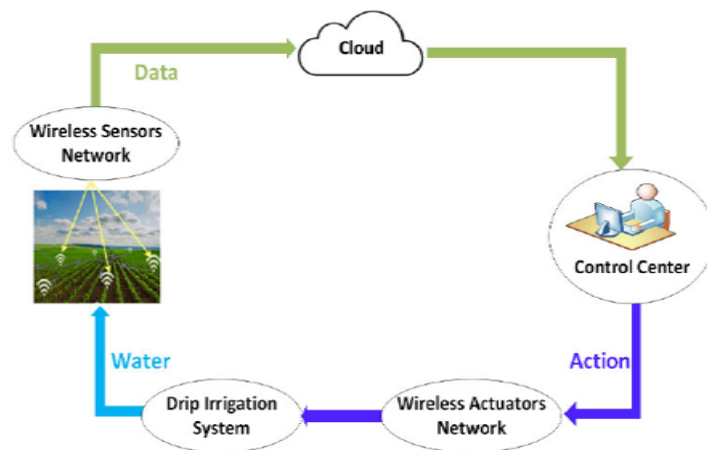 Cloud
Data
Wireless Sensors
Network
Control Center
Water
Action
Drip Irrigation
System
Wireless Actuators
Network